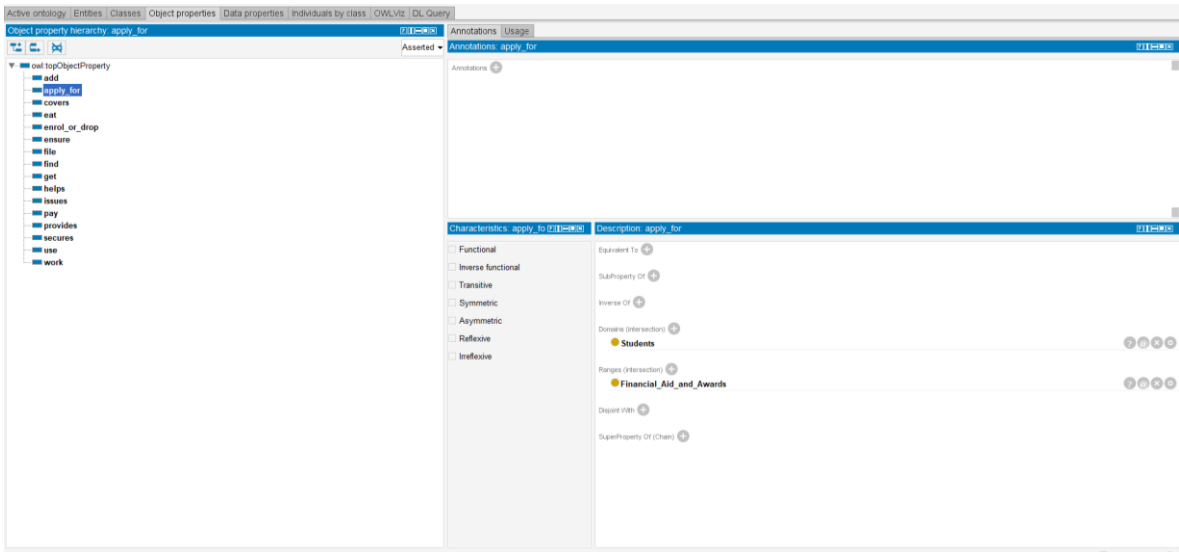 Active ontology Entities Classes Object properties Data properties Individuals by class OWLViz DL Query
Object property hierarchy: apply_for
Asserted
owl:topObjectProperty
add
apply_for
covers
eat
enrol_or_drop
ensure
file
find
get
helps
issues
pay
provides
secures
use
work
Annotations Usage
Annotations: apply_for
Annotations
Characteristics: apply_fo
Functional
Inverse functional
Transitive
Symmetric
Asymmetric
Reflexive
Irreflexive
Description: apply_for
Equivalent To
SubProperty Of
Inverse Of
Domains (intersection)
Students
Ranges (intersection)
Financial_Aid_and_Awards
Disjoint With
SuperProperty Of (Chain)